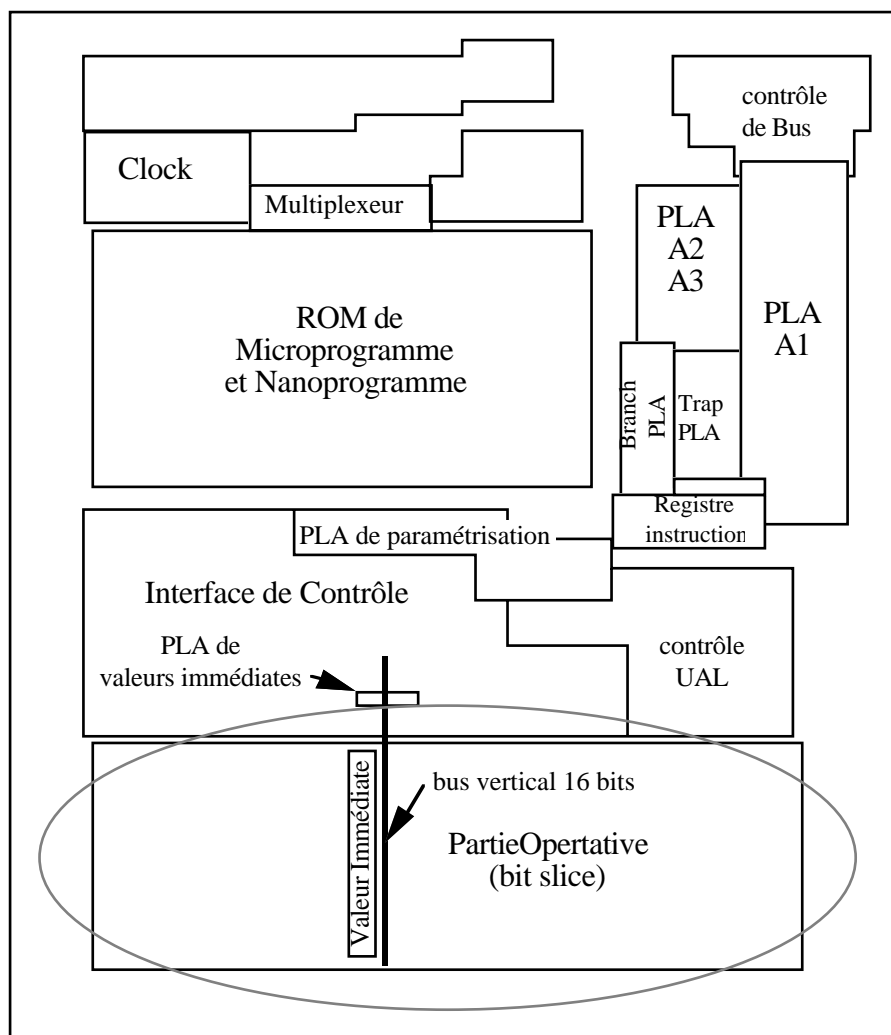 contrôle
de Bus
Clock
Multiplexeur
PLA
A2
A3
PLA
A1
ROM de
Microprogramme
et Nanoprogramme
Branch
PLA
Trap
PLA
Registre
instruction
PLA de paramétrisation
Interface de Contrôle
PLA de
valeurs immédiates
contrôle
UAL
Valeur Immédiate
bus vertical 16 bits
PartieOpertative
(bit slice)